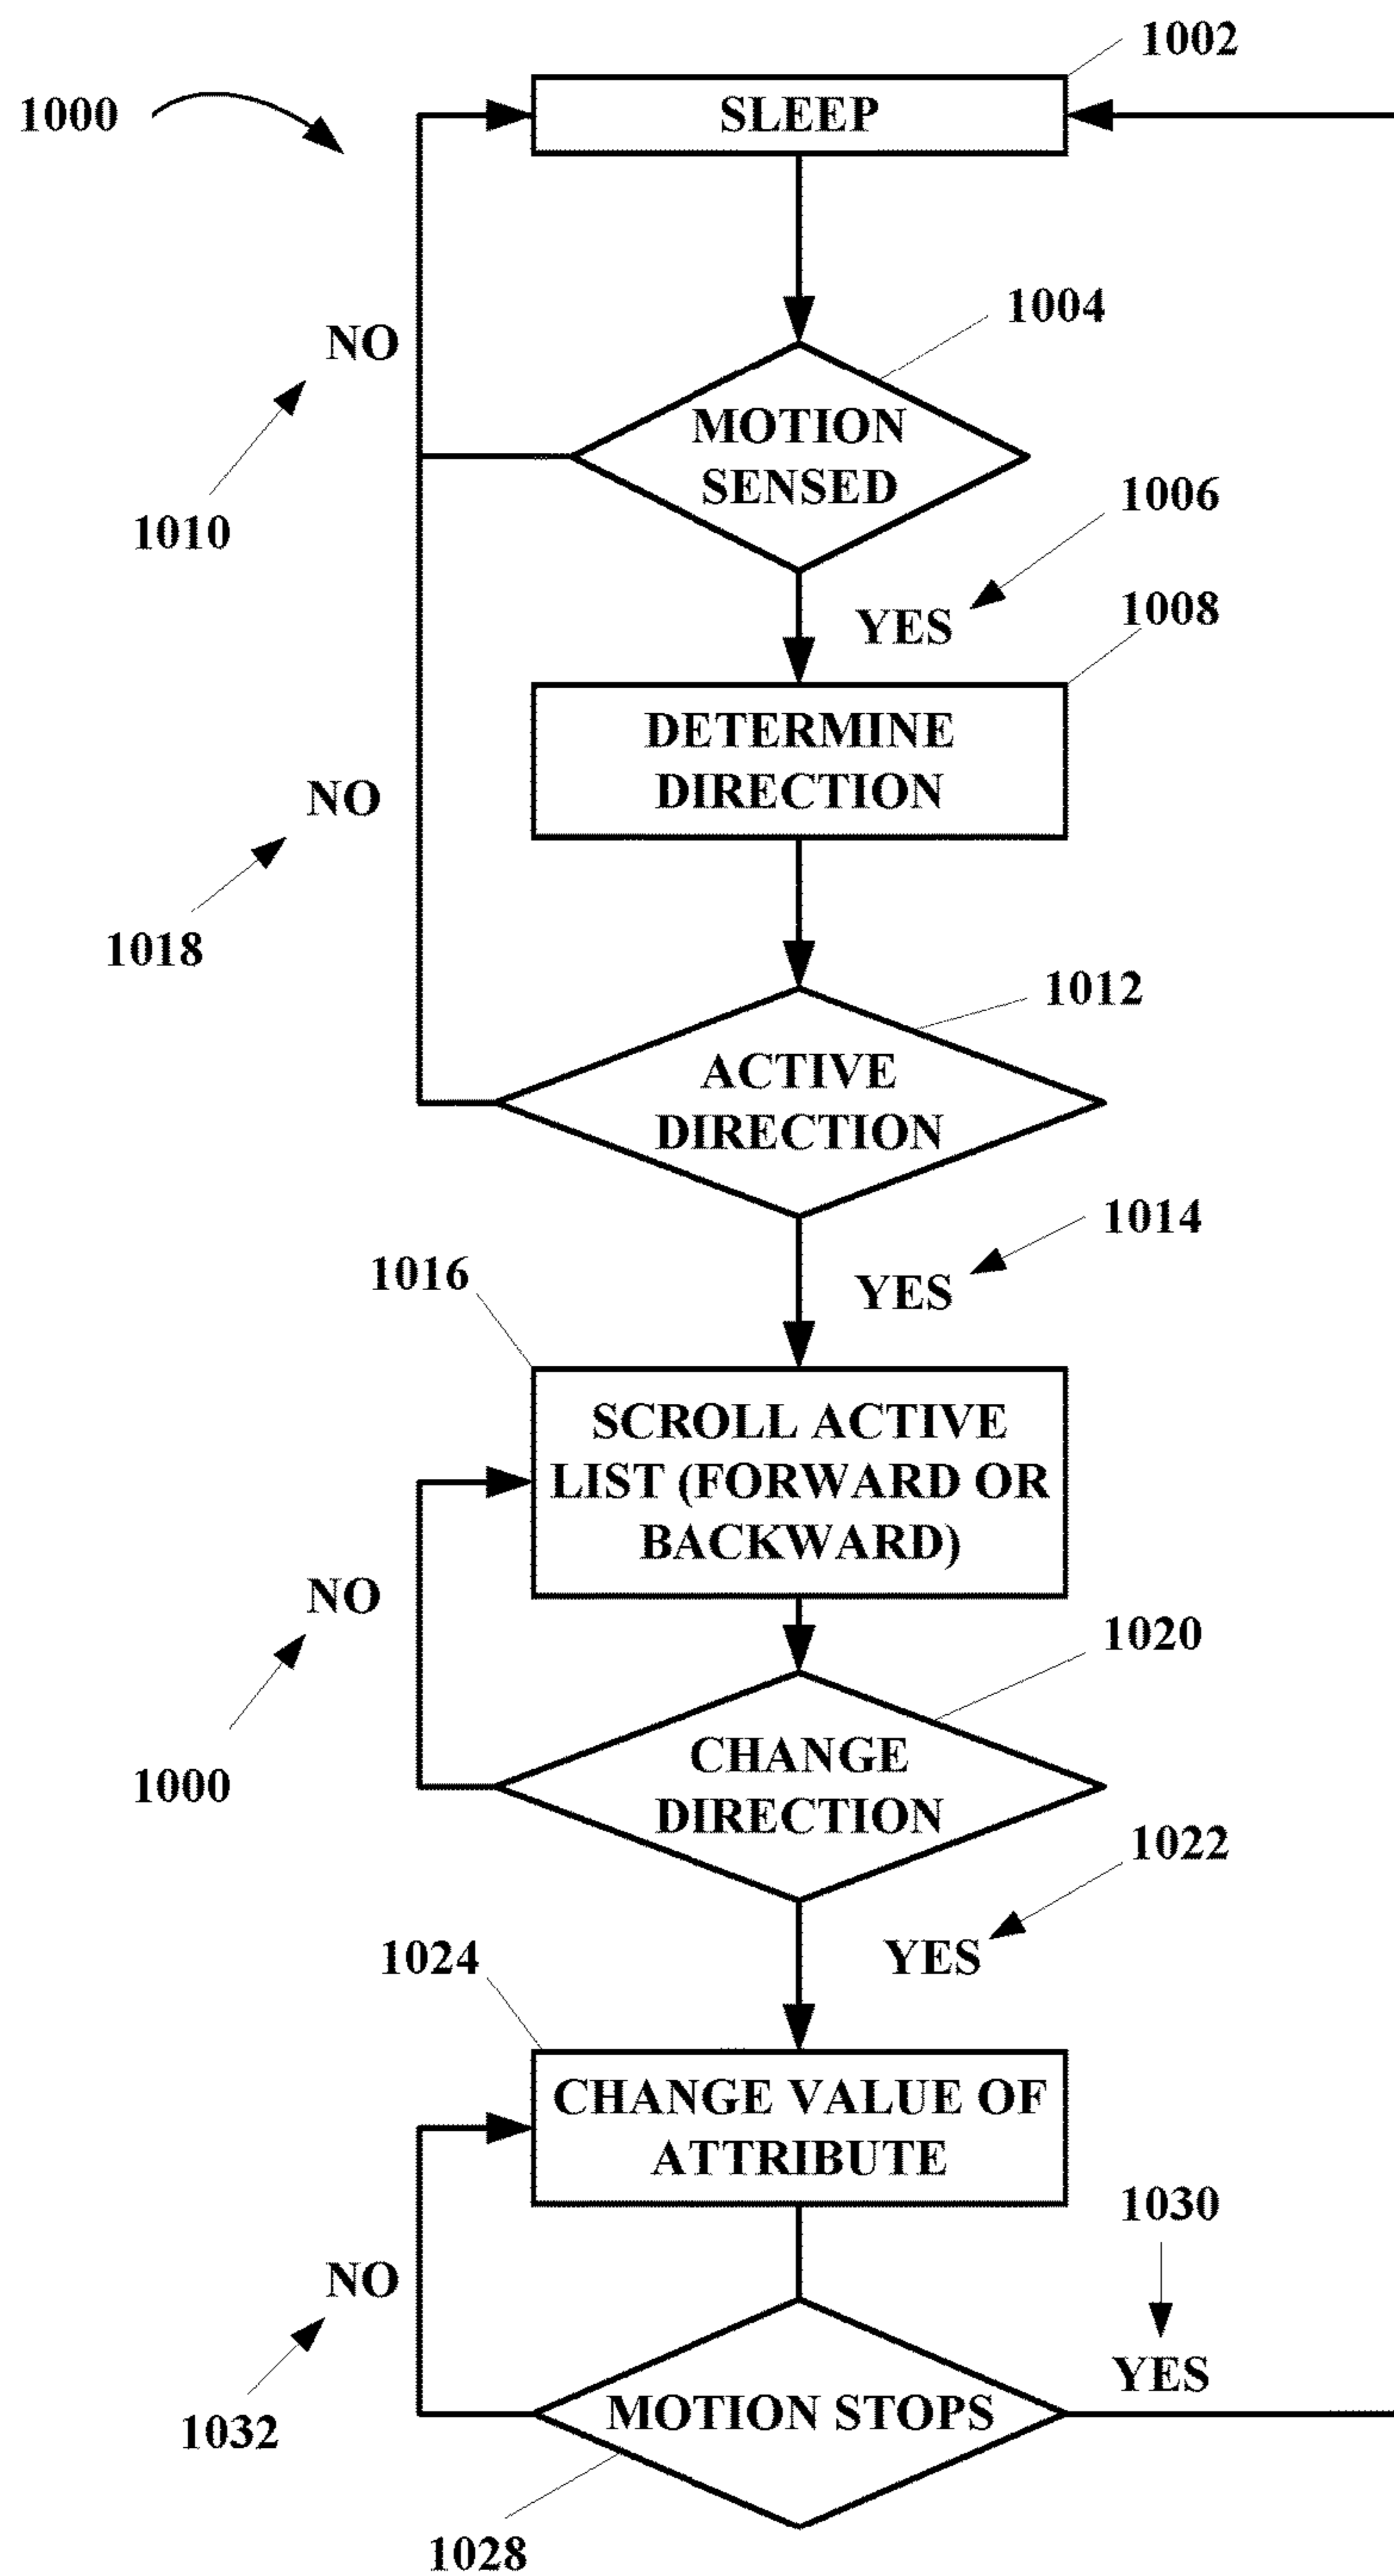 1002
1000
SLEEP
1004
NO
MOTION
SENSED
1006
1010
1008
YES
DETERMINE
DIRECTION
NO
1018
1012
ACTIVE
DIRECTION
1014
1016
YES
SCROLL ACTIVE
LIST (FORWARD OR
BACKWARD)
NO
1020
CHANGE
DIRECTION
1000
1022
1024
YES
CHANGE VALUE OF
ATTRIBUTE
1030
NO
YES
MOTION STOPS
1032
1028